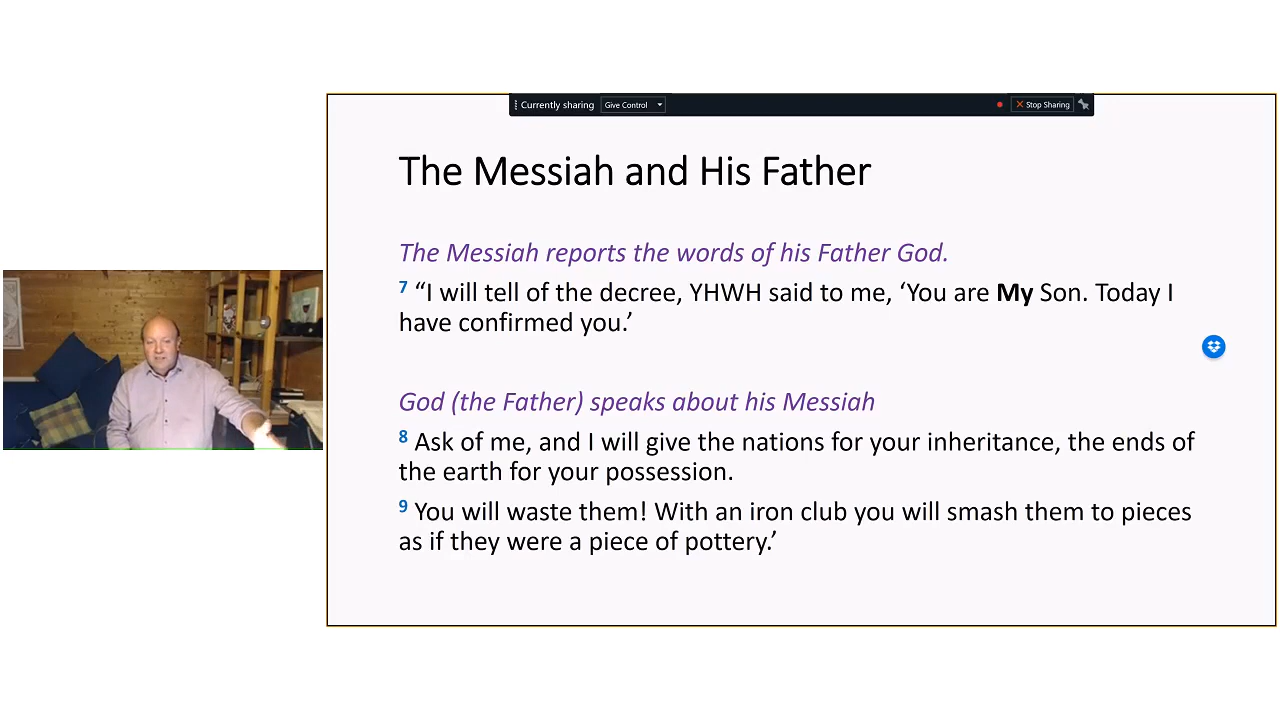 Currently sharing Give Control Stop Sharing
The Messiah and His Father
The Messiah reports the words of his Father God.
7 “I will tell of the decree, YHWH said to me, ‘You are My Son. Today I
have confirmed you.’
God (the Father) speaks about his Messiah
8 Ask of me, and I will give the nations for your inheritance, the ends of
the earth for your possession.
9 You will waste them! With an iron club you will smash them to pieces
as if they were a piece of pottery.’